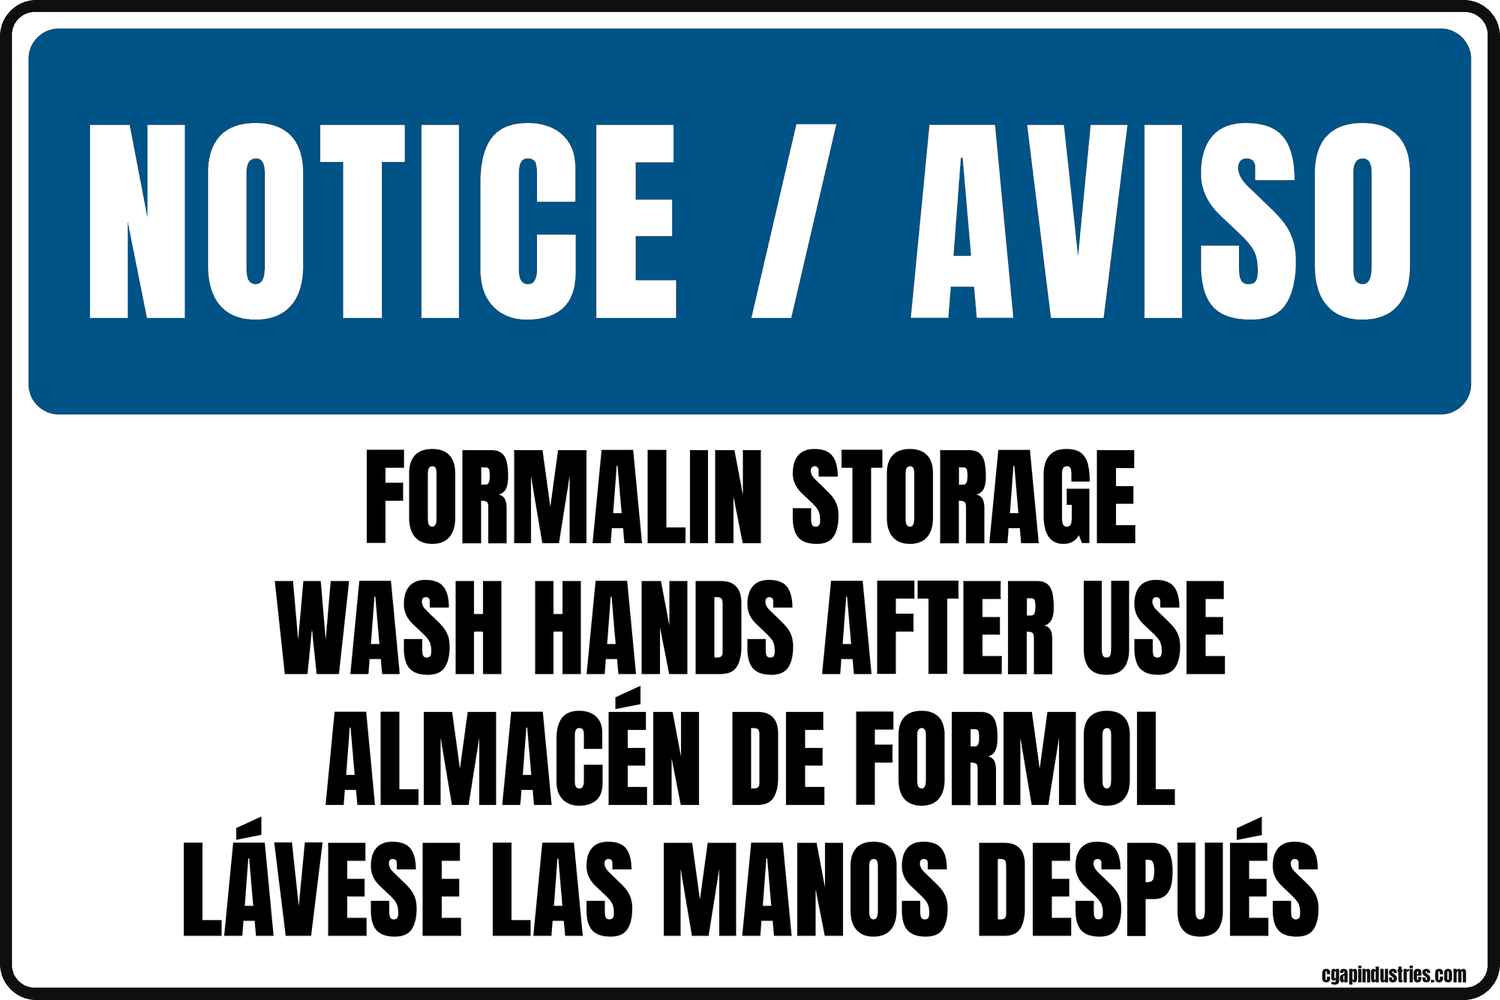 NOTICE / AVISO
FORMALIN STORAGE
WASH HANDS AFTER USE
ALMACÉN DE FORMOL
LÁVESE LAS MANOS DESPUÉS
cgapindustries.com